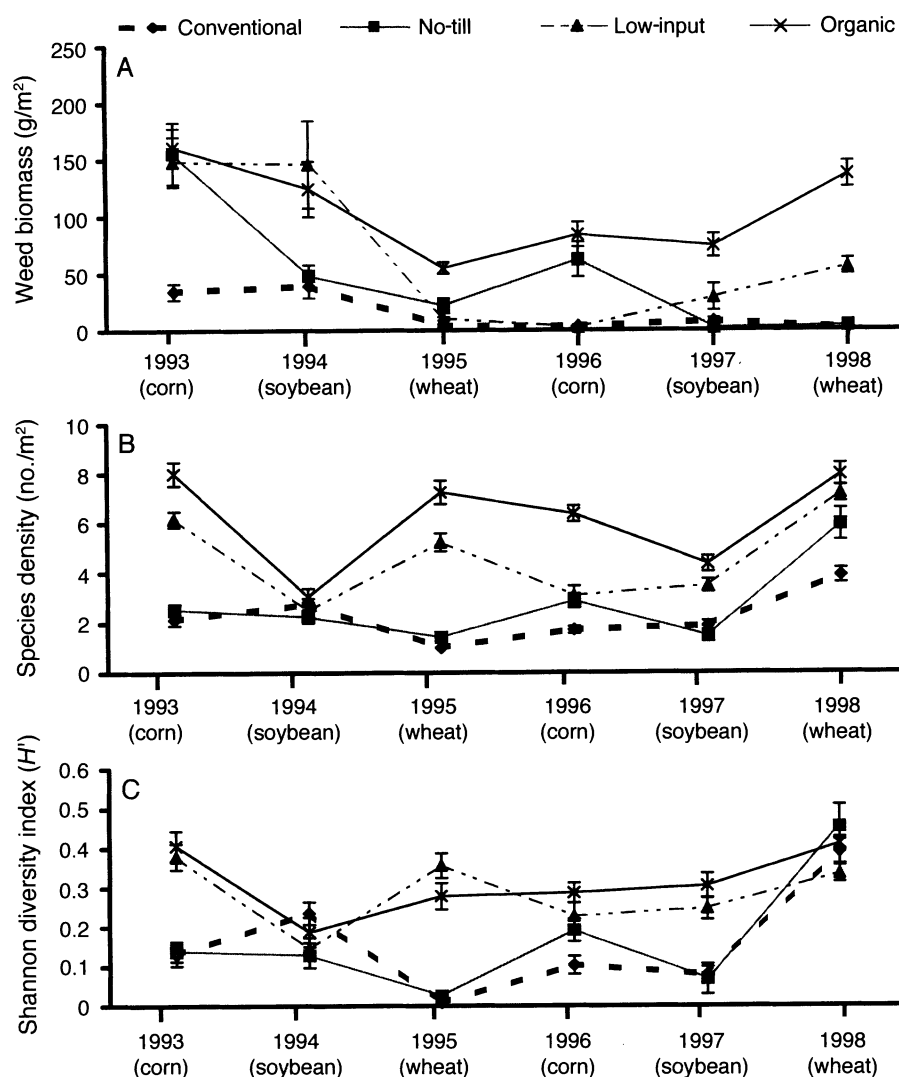 Conventional No-till Low-input Organic
A
Weed biomass (g/m²)
250
200
150
100
50
0
1993 1994 1995 1996 1997 1998
(corn) (soybean) (wheat) (corn) (soybean) (wheat)
B
Species density (no./m²)
10
8
6
4
2
0
1993 1994 1995 1996 1997 1998
(corn) (soybean) (wheat) (corn) (soybean) (wheat)
C
Shannon diversity index (H')
0.6
0.5
0.4
0.3
0.2
0.1
0
1993 1994 1995 1996 1997 1998
(corn) (soybean) (wheat) (corn) (soybean) (wheat)